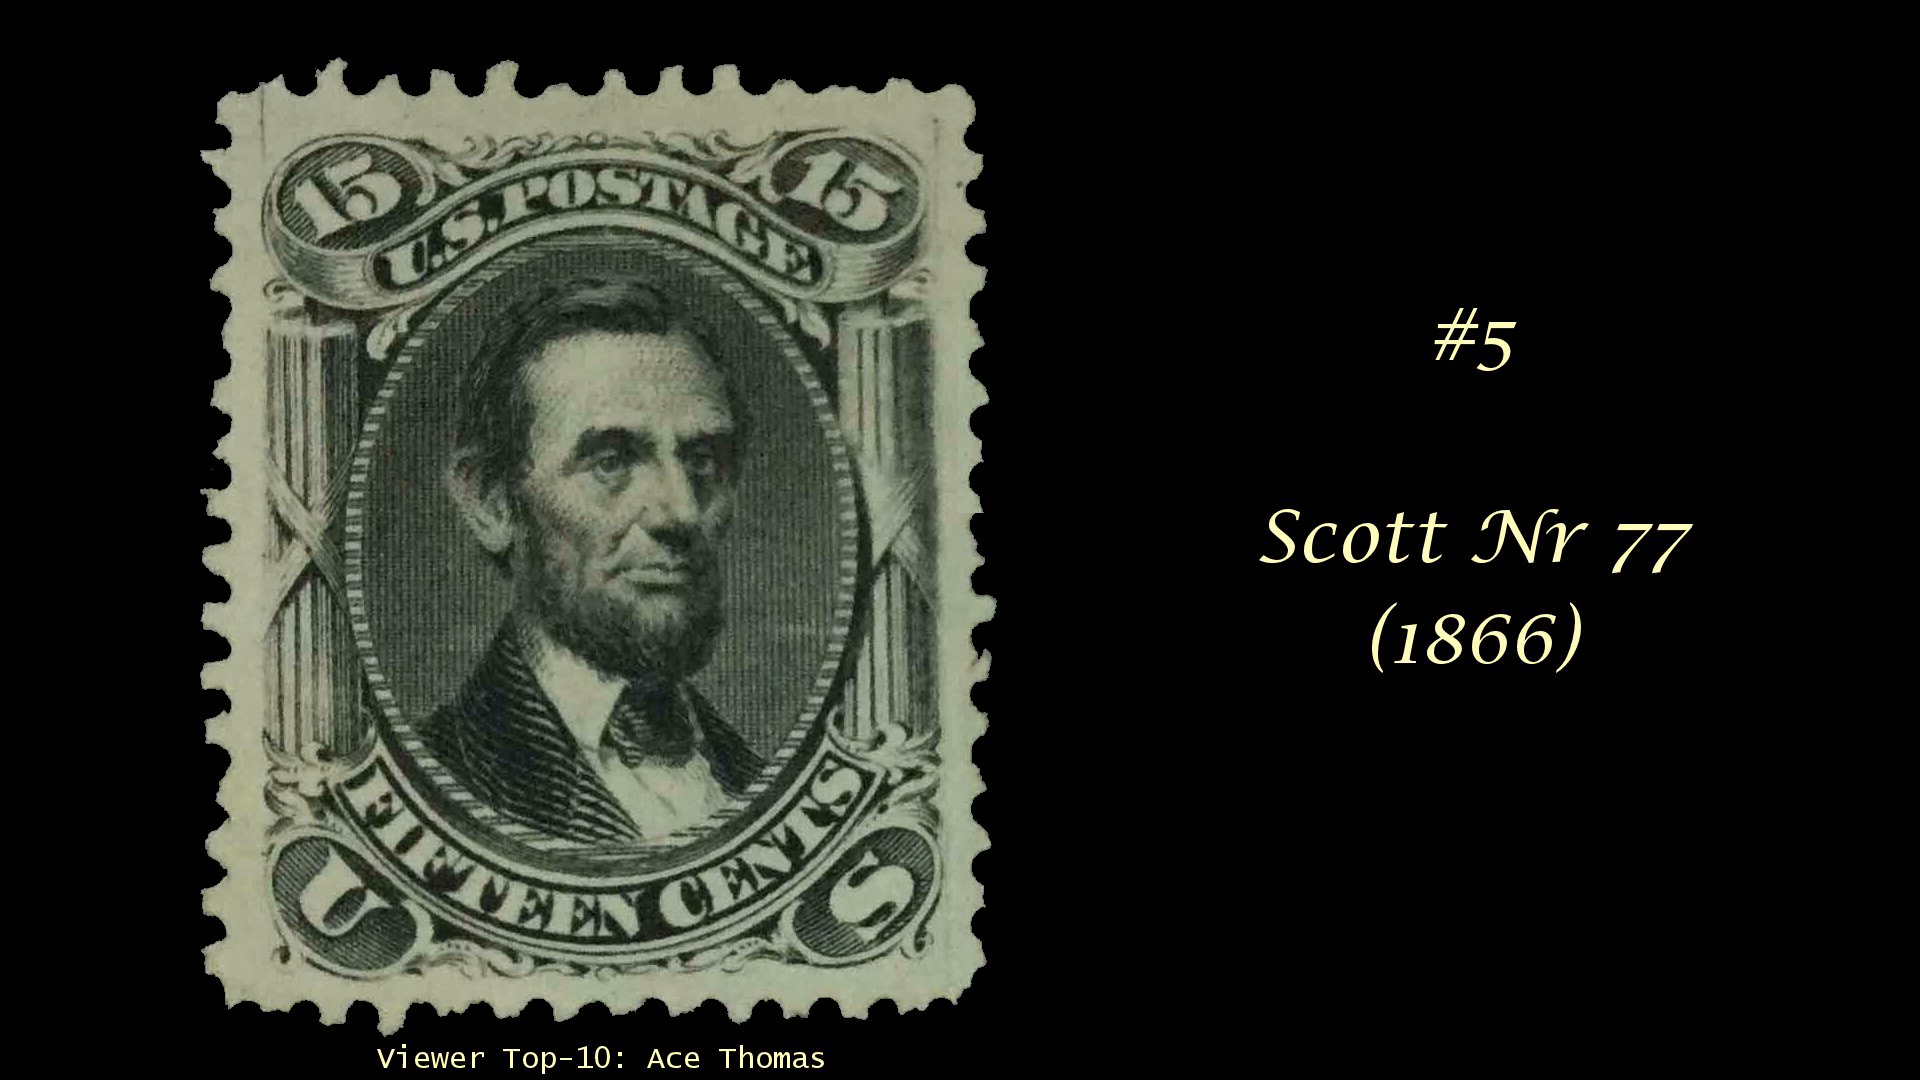 15 15
U.S. POSTAGE
FIFTEEN CENTS
U S
#5
Scott Nr 77
(1866)
Viewer Top-10: Ace Thomas